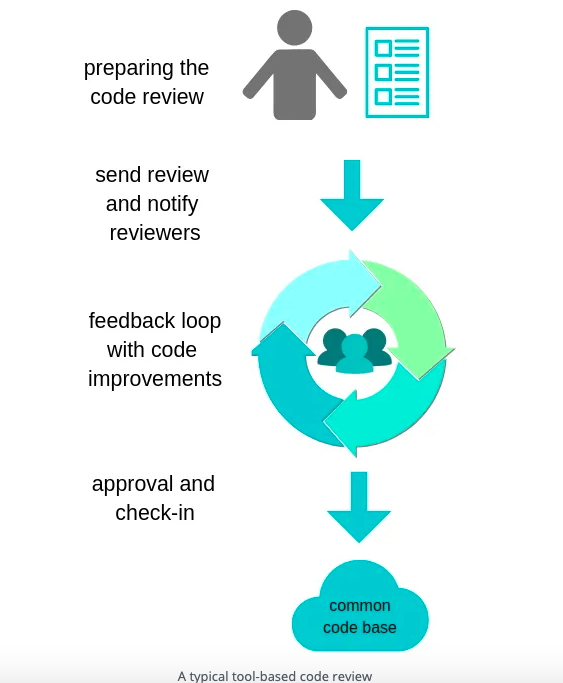 preparing the
code review
send review
and notify
reviewers
feedback loop
with code
improvements
approval and
check-in
common
code base
A typical tool-based code review